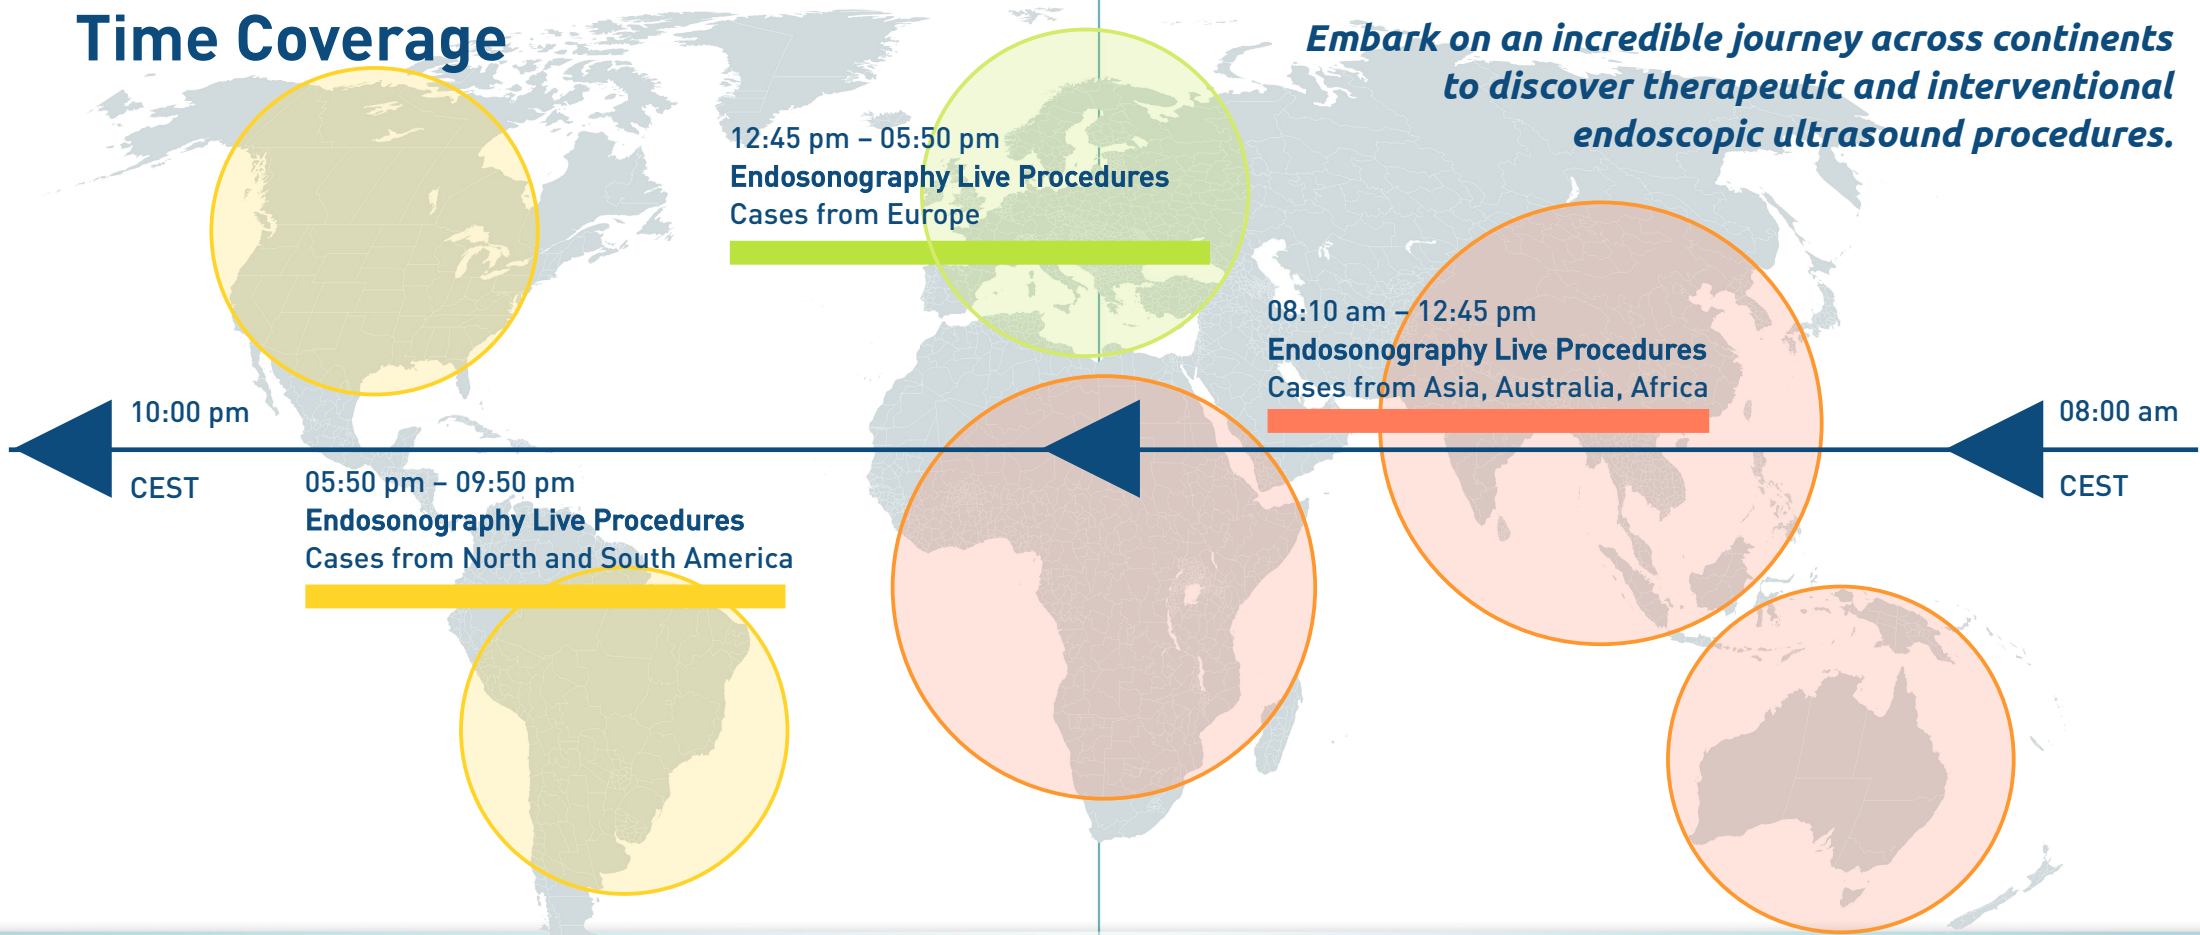 Time Coverage
Embark on an incredible journey across continents
to discover therapeutic and interventional
endoscopic ultrasound procedures.
12:45 pm – 05:50 pm
Endosonography Live Procedures
Cases from Europe
08:10 am – 12:45 pm
Endosonography Live Procedures
Cases from Asia, Australia, Africa
10:00 pm
CEST
08:00 am
CEST
05:50 pm – 09:50 pm
Endosonography Live Procedures
Cases from North and South America